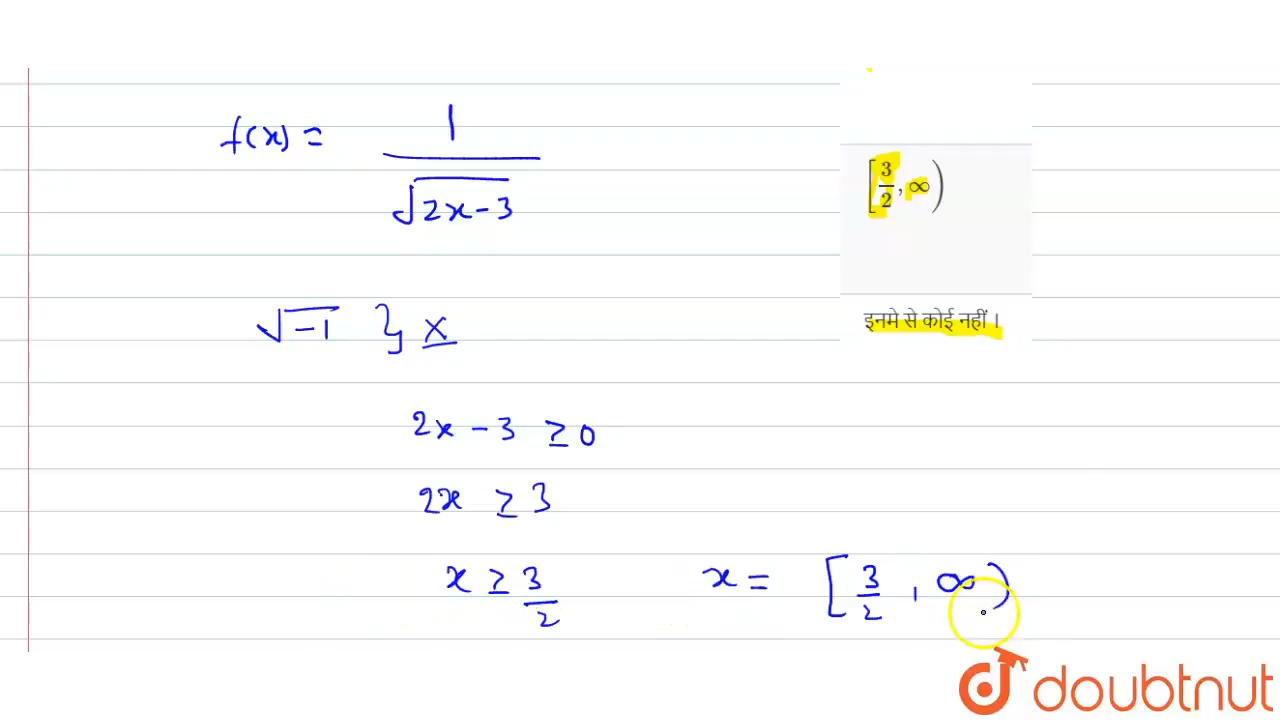 f(x) = 1/√(2x-3)
[3/2, ∞)
√-1 } x
इनमे से कोई नहीं ।
2x - 3 ≥ 0
2x ≥ 3
x ≥ 3/2 x = [3/2, ∞)
doubtnut